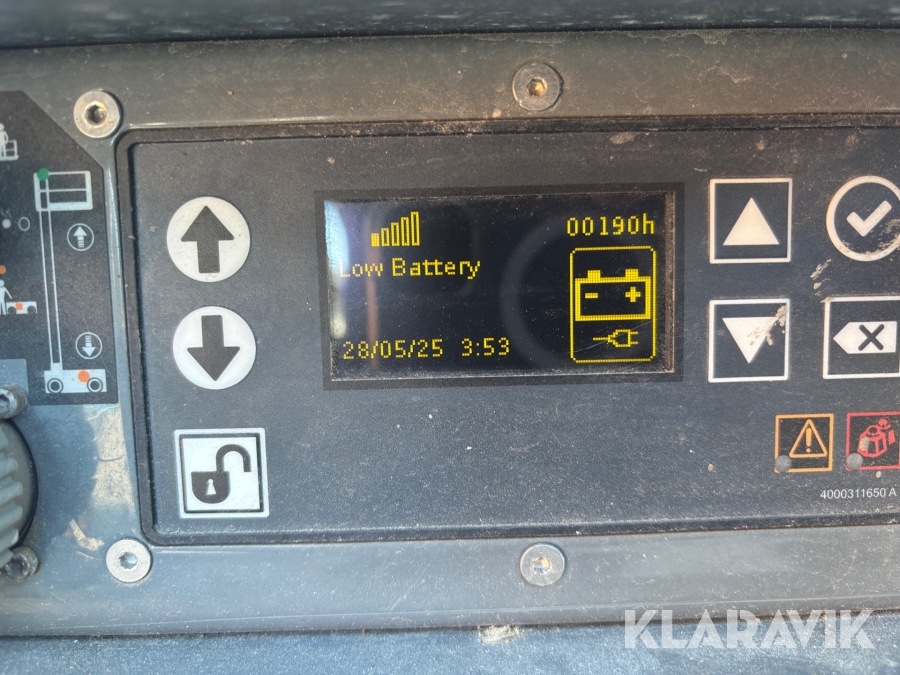 00190h
Low Battery
28/05/25 3:53
4000311650 A
KLARAVIK